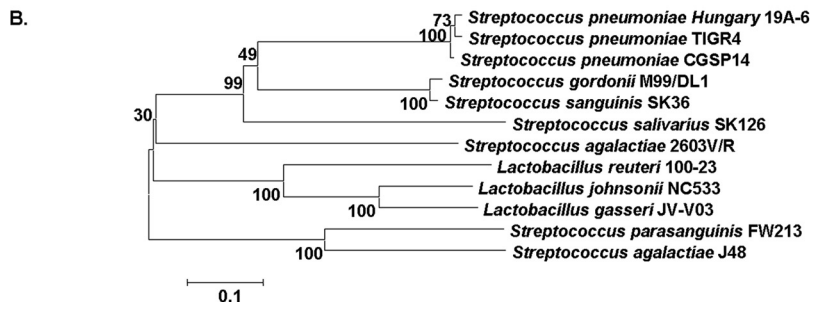 B.
73 Streptococcus pneumoniae Hungary 19A-6
100 Streptococcus pneumoniae TIGR4
49 Streptococcus pneumoniae CGSP14
99 Streptococcus gordonii M99/DL1
100 Streptococcus sanguinis SK36
30 Streptococcus salivarius SK126
Streptococcus agalactiae 2603V/R
Lactobacillus reuteri 100-23
100 Lactobacillus johnsonii NC533
100 Lactobacillus gasseri JV-V03
Streptococcus parasanguinis FW213
100 Streptococcus agalactiae J48
0.1